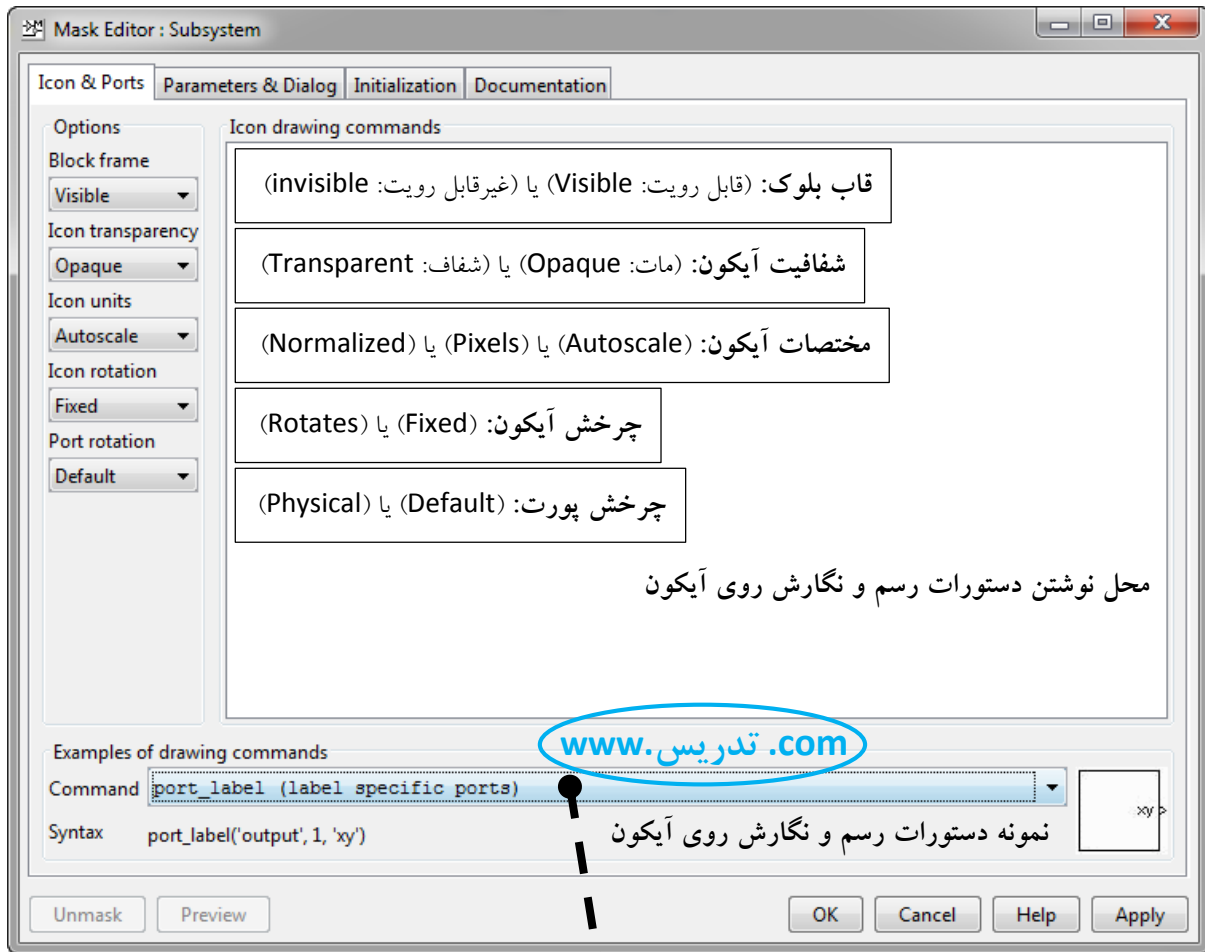 Mask Editor : Subsystem
Icon & Ports
Parameters & Dialog
Initialization
Documentation
Options
Block frame
Visible
Icon transparency
Opaque
Icon units
Autoscale
Icon rotation
Fixed
Port rotation
Default
Icon drawing commands
قاب بلوک: (قابل رویت: Visible) یا (غیرقابل رویت: invisible)
شفافیت آیکون: (مات: Opaque) یا (شفاف: Transparent)
مختصات آیکون: (Autoscale) یا (Pixels) یا (Normalized)
چرخش آیکون: (Fixed) یا (Rotates)
چرخش پورت: (Default) یا (Physical)
محل نوشتن دستورات رسم و نگارش روی آیکون
www.تدریس.com
Examples of drawing commands
Command port_label (label specific ports)
xy
Syntax port_label('output', 1, 'xy')
نمونه دستورات رسم و نگارش روی آیکون
Unmask
Preview
OK
Cancel
Help
Apply